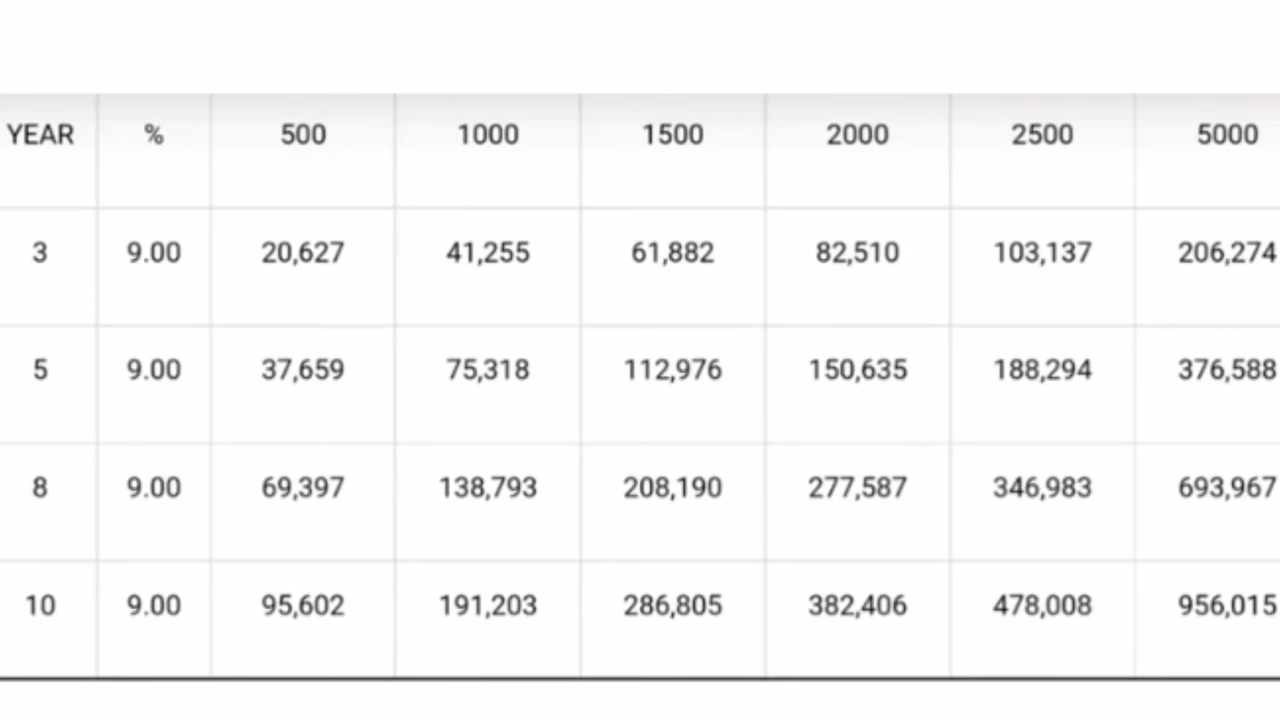 YEAR % 500 1000 1500 2000 2500 5000
3 9.00 20,627 41,255 61,882 82,510 103,137 206,274
5 9.00 37,659 75,318 112,976 150,635 188,294 376,588
8 9.00 69,397 138,793 208,190 277,587 346,983 693,967
10 9.00 95,602 191,203 286,805 382,406 478,008 956,015